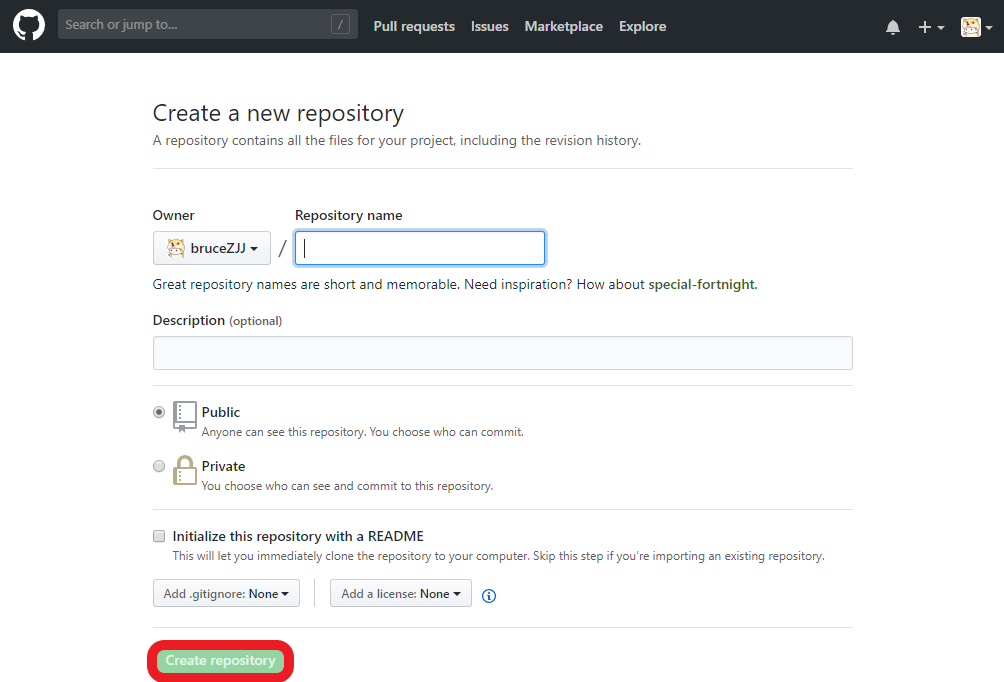 Search or jump to...
/
Pull requests Issues Marketplace Explore
Create a new repository
A repository contains all the files for your project, including the revision history.
Owner Repository name
bruceZJJ /
Great repository names are short and memorable. Need inspiration? How about special-fortnight.
Description (optional)
Public
Anyone can see this repository. You choose who can commit.
Private
You choose who can see and commit to this repository.
Initialize this repository with a README
This will let you immediately clone the repository to your computer. Skip this step if you're importing an existing repository.
Add .gitignore: None Add a license: None
Create repository